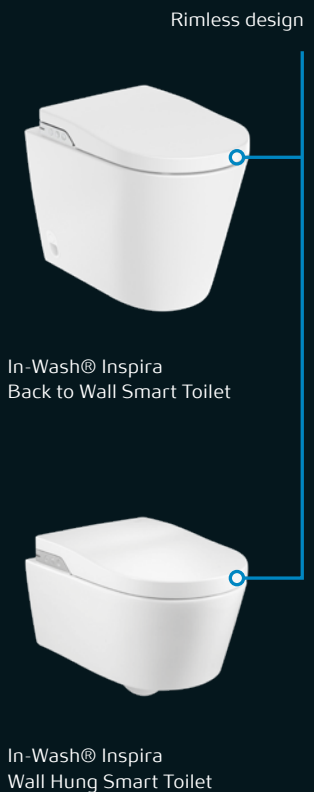 Rimless design
In-Wash® Inspira
Back to Wall Smart Toilet
In-Wash® Inspira
Wall Hung Smart Toilet